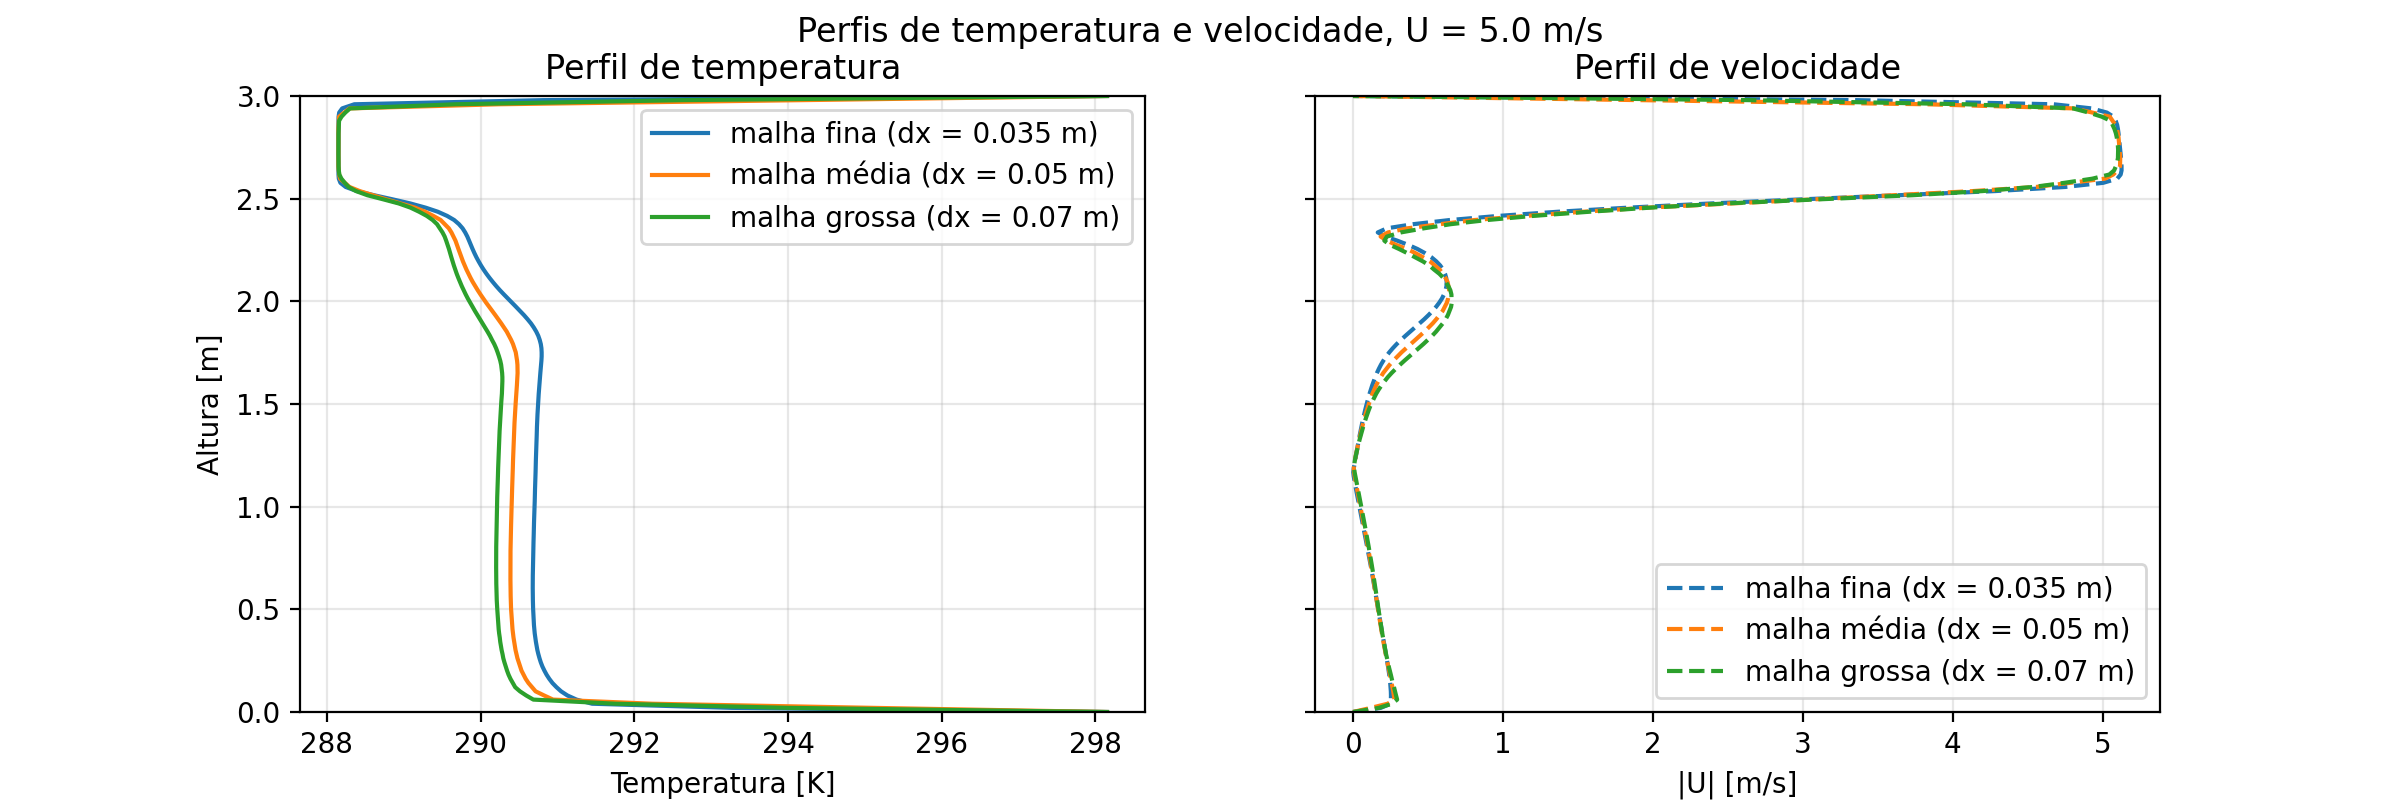 Perfis de temperatura e velocidade, U = 5.0 m/s
Perfil de temperatura
3.0
2.5
2.0
1.5
1.0
0.5
0.0
Altura [m]
malha fina (dx = 0.035 m)
malha média (dx = 0.05 m)
malha grossa (dx = 0.07 m)
288 290 292 294 296 298
Temperatura [K]
Perfil de velocidade
malha fina (dx = 0.035 m)
malha média (dx = 0.05 m)
malha grossa (dx = 0.07 m)
0 1 2 3 4 5
|U| [m/s]